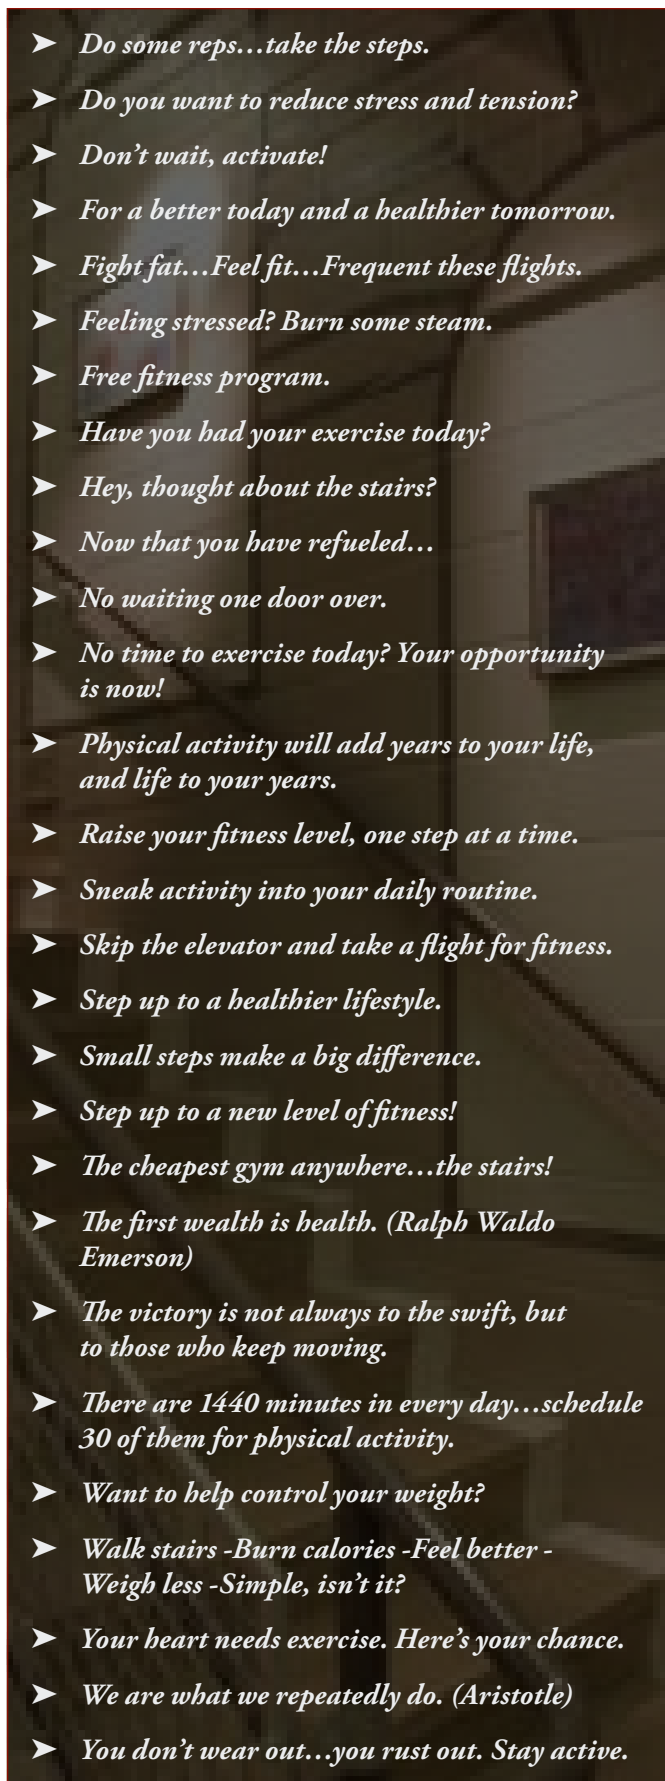 ➤ Do some reps…take the steps.
➤ Do you want to reduce stress and tension?
➤ Don't wait, activate!
➤ For a better today and a healthier tomorrow.
➤ Fight fat…Feel fit…Frequent these flights.
➤ Feeling stressed? Burn some steam.
➤ Free fitness program.
➤ Have you had your exercise today?
➤ Hey, thought about the stairs?
➤ Now that you have refueled…
➤ No waiting one door over.
➤ No time to exercise today? Your opportunity
is now!
➤ Physical activity will add years to your life,
and life to your years.
➤ Raise your fitness level, one step at a time.
➤ Sneak activity into your daily routine.
➤ Skip the elevator and take a flight for fitness.
➤ Step up to a healthier lifestyle.
➤ Small steps make a big difference.
➤ Step up to a new level of fitness!
➤ The cheapest gym anywhere…the stairs!
➤ The first wealth is health. (Ralph Waldo
Emerson)
➤ The victory is not always to the swift, but
to those who keep moving.
➤ There are 1440 minutes in every day…schedule
30 of them for physical activity.
➤ Want to help control your weight?
➤ Walk stairs -Burn calories -Feel better -
Weigh less -Simple, isn't it?
➤ Your heart needs exercise. Here's your chance.
➤ We are what we repeatedly do. (Aristotle)
➤ You don't wear out…you rust out. Stay active.